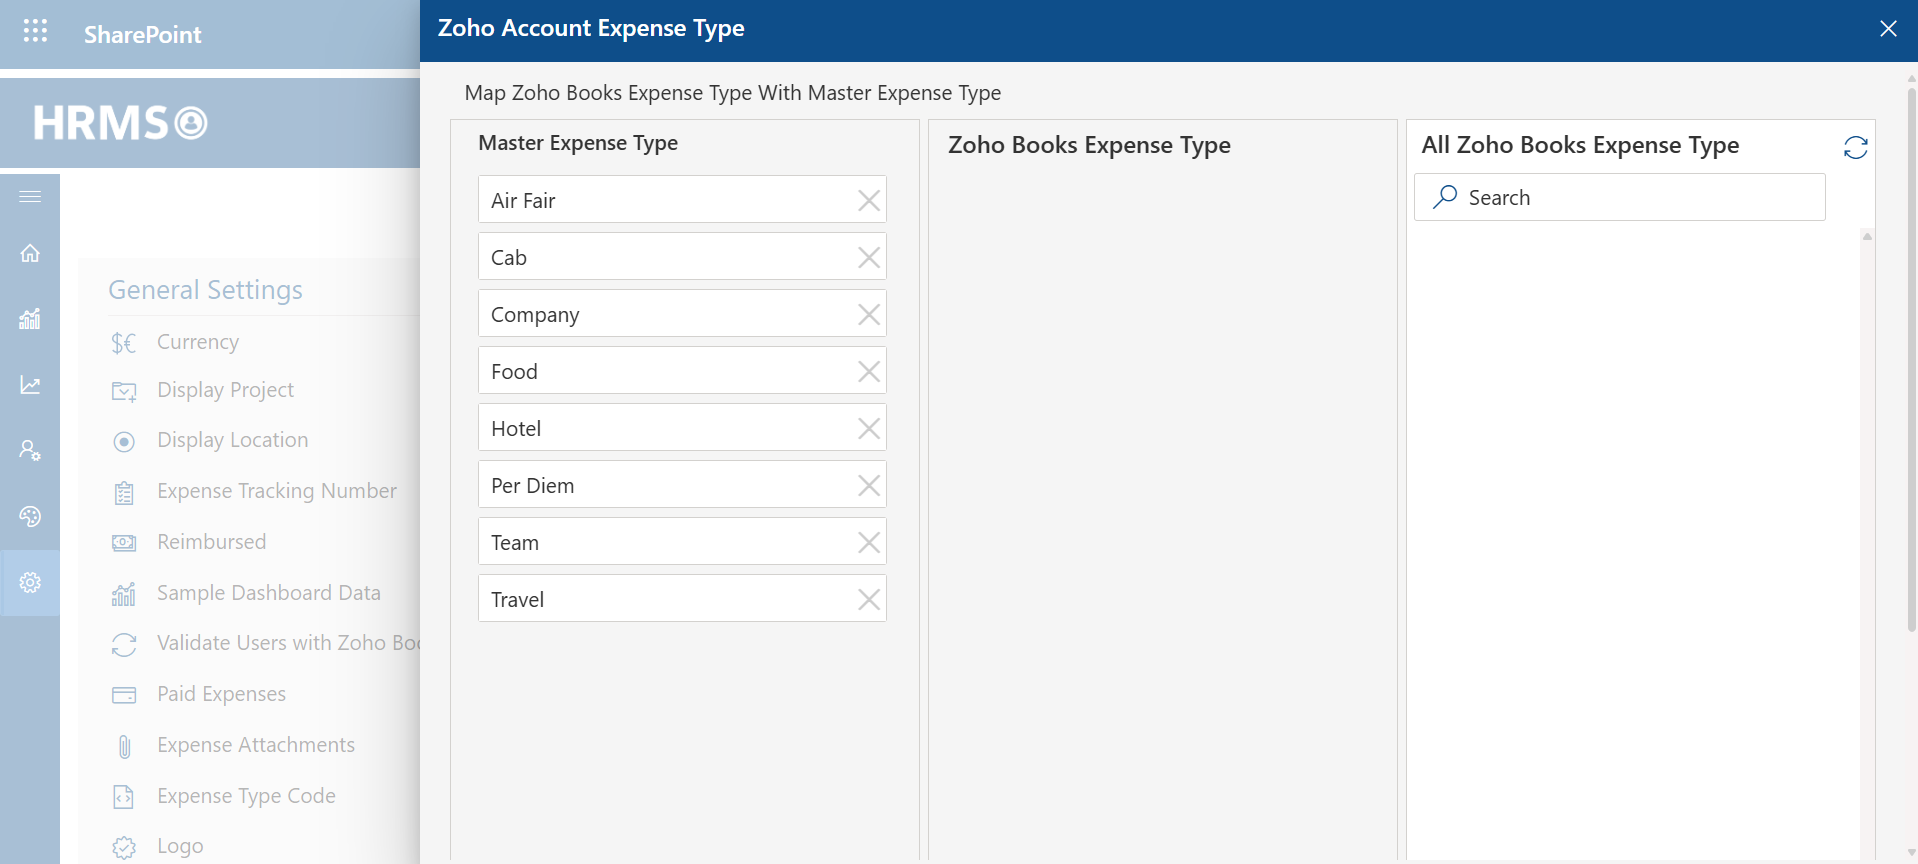 SharePoint
HRMS
General Settings
Currency
Display Project
Display Location
Expense Tracking Number
Reimbursed
Sample Dashboard Data
Validate Users with Zoho
Paid Expenses
Expense Attachments
Expense Type Code
Logo
Zoho Account Expense Type
Map Zoho Books Expense Type With Master Expense Type
Master Expense Type
Air Fair
Cab
Company
Food
Hotel
Per Diem
Team
Travel
Zoho Books Expense Type
All Zoho Books Expense Type
Search